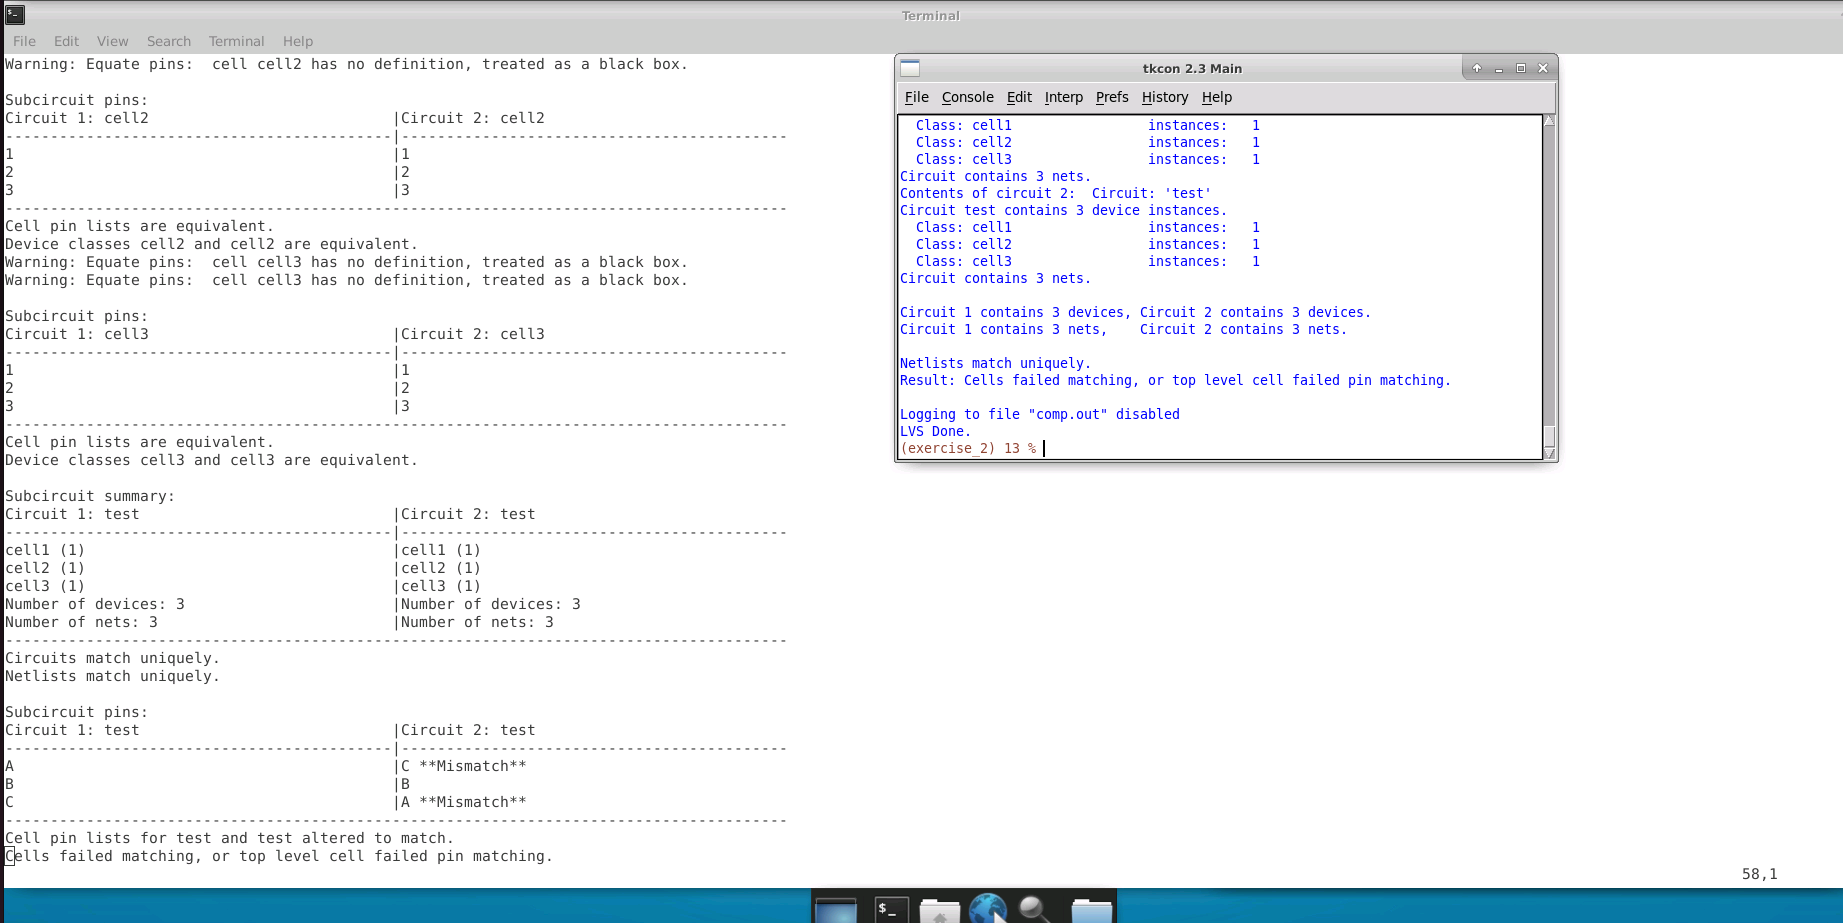 Terminal
File Edit View Search Terminal Help
Warning: Equate pins:  cell cell2 has no definition, treated as a black box.
Subcircuit pins:
Circuit 1: cell2 |Circuit 2: cell2
-------------------------------------------|-------------------------------------------
1 |1
2 |2
3 |3
---------------------------------------------------------------------------------------
Cell pin lists are equivalent.
Device classes cell2 and cell2 are equivalent.
Warning: Equate pins:  cell cell3 has no definition, treated as a black box.
Warning: Equate pins:  cell cell3 has no definition, treated as a black box.
Subcircuit pins:
Circuit 1: cell3 |Circuit 2: cell3
-------------------------------------------|-------------------------------------------
1 |1
2 |2
3 |3
---------------------------------------------------------------------------------------
Cell pin lists are equivalent.
Device classes cell3 and cell3 are equivalent.
Subcircuit summary:
Circuit 1: test |Circuit 2: test
-------------------------------------------|-------------------------------------------
cell1 (1) |cell1 (1)
cell2 (1) |cell2 (1)
cell3 (1) |cell3 (1)
Number of devices: 3 |Number of devices: 3
Number of nets: 3 |Number of nets: 3
---------------------------------------------------------------------------------------
Circuits match uniquely.
Netlists match uniquely.
Subcircuit pins:
Circuit 1: test |Circuit 2: test
-------------------------------------------|-------------------------------------------
A |C **Mismatch**
B |B
C |A **Mismatch**
---------------------------------------------------------------------------------------
Cell pin lists for test and test altered to match.
Cells failed matching, or top level cell failed pin matching.
58,1
tkcon 2.3 Main
File Console Edit Interp Prefs History Help
Class: cell1 instances: 1
Class: cell2 instances: 1
Class: cell3 instances: 1
Circuit contains 3 nets.
Contents of circuit 2:  Circuit: 'test'
Circuit test contains 3 device instances.
Class: cell1 instances: 1
Class: cell2 instances: 1
Class: cell3 instances: 1
Circuit contains 3 nets.
Circuit 1 contains 3 devices, Circuit 2 contains 3 devices.
Circuit 1 contains 3 nets,    Circuit 2 contains 3 nets.
Netlists match uniquely.
Result: Cells failed matching, or top level cell failed pin matching.
Logging to file "comp.out" disabled
LVS Done.
(exercise_2) 13 %
$_